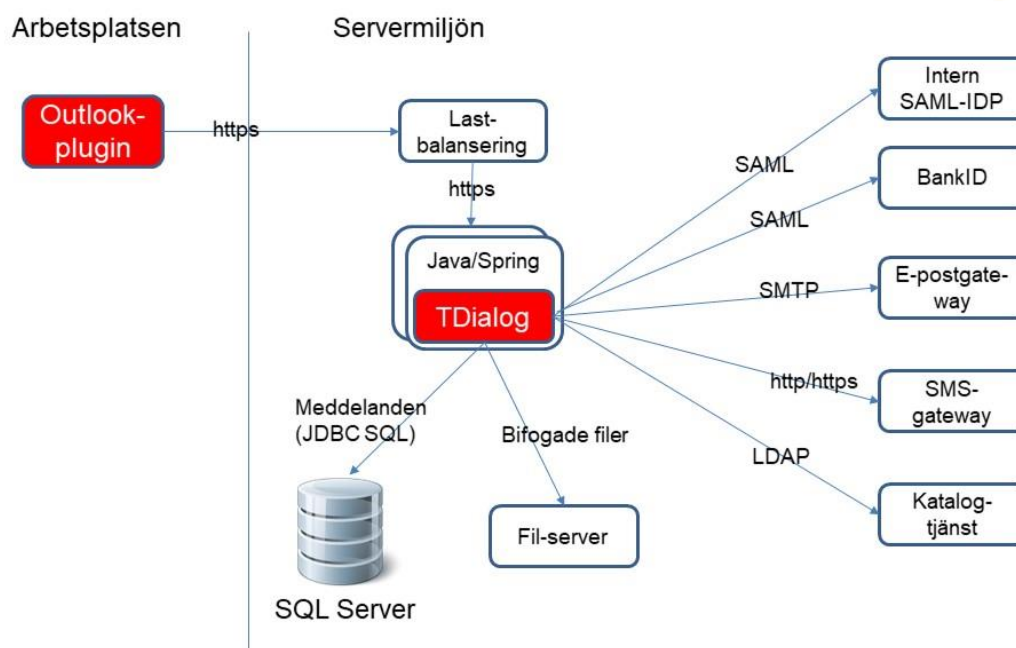 Arbetsplatsen
Servermiljön
Outlook-
plugin
https
Last-
balansering
https
Java/Spring
TDialog
Meddelanden
(JDBC SQL)
Bifogade filer
SQL Server
Fil-server
SAML
SAML
SMTP
http/https
LDAP
Intern
SAML-IDP
BankID
E-postgate-
way
SMS-
gateway
Katalog-
tjänst